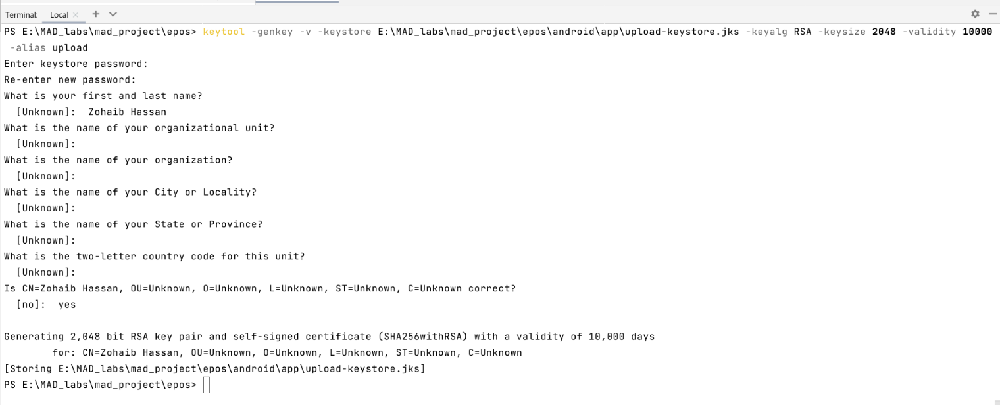 Terminal: Local
PS E:\MAD_labs\mad_project\epos> keytool -genkey -v -keystore E:\MAD_labs\mad_project\epos\android\app\upload-keystore.jks -keyalg RSA -keysize 2048 -validity 10000
-alias upload
Enter keystore password:
Re-enter new password:
What is your first and last name?
[Unknown]: Zohaib Hassan
What is the name of your organizational unit?
[Unknown]:
What is the name of your organization?
[Unknown]:
What is the name of your City or Locality?
[Unknown]:
What is the name of your State or Province?
[Unknown]:
What is the two-letter country code for this unit?
[Unknown]:
Is CN=Zohaib Hassan, OU=Unknown, O=Unknown, L=Unknown, ST=Unknown, C=Unknown correct?
[no]: yes
Generating 2,048 bit RSA key pair and self-signed certificate (SHA256withRSA) with a validity of 10,000 days
for: CN=Zohaib Hassan, OU=Unknown, O=Unknown, L=Unknown, ST=Unknown, C=Unknown
[Storing E:\MAD_labs\mad_project\epos\android\app\upload-keystore.jks]
PS E:\MAD_labs\mad_project\epos>